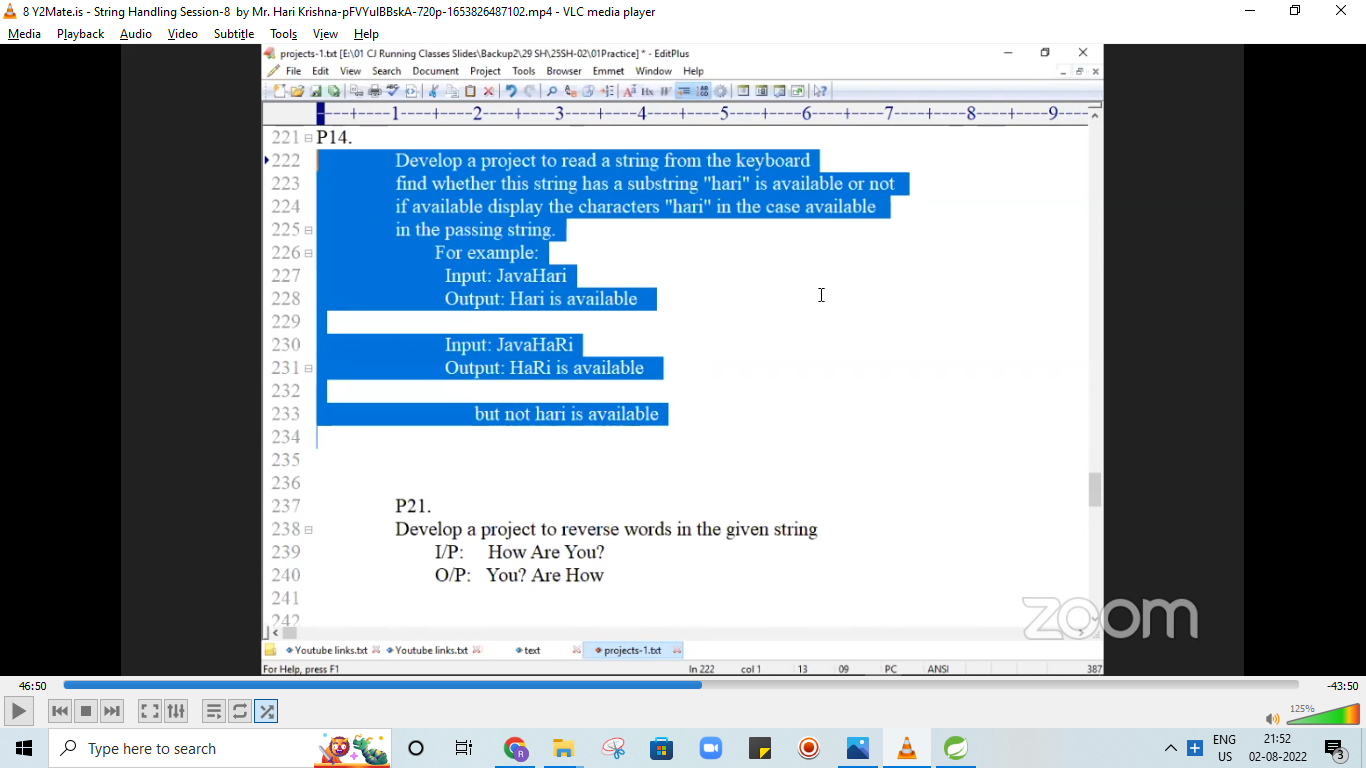 8 Y2Mate.is - String Handling Session-8 by Mr. Hari Krishna-pFVYuIBBskA-720p-1653826487102.mp4 - VLC media player
Media Playback Audio Video Subtitle Tools View Help
projects-1.txt [E:\01 CJ Running Classes Slides\Backup2\29 SH\25SH-02\01Practice] * - EditPlus
File Edit View Search Document Project Tools Browser Emmet Window Help
----+----1----+----2----+----3----+----4----+----5----+----6----+----7----+----8----+----9----
221 P14.
222 Develop a project to read a string from the keyboard
223 find whether this string has a substring "hari" is available or not
224 if available display the characters "hari" in the case available
225 in the passing string.
226 For example:
227 Input: JavaHari
228 Output: Hari is available
229
230 Input: JavaHaRi
231 Output: HaRi is available
232
233 but not hari is available
234
235
236
237 P21.
238 Develop a project to reverse words in the given string
239 I/P: How Are You?
240 O/P: You? Are How
241
242
zoom
Youtube links.txt Youtube links.txt text projects-1.txt
For Help, press F1 ln 222 col 1 13 09 PC ANSI 387
46:50 -43:50
125%
Type here to search
ENG 21:52
US 02-08-2022 3